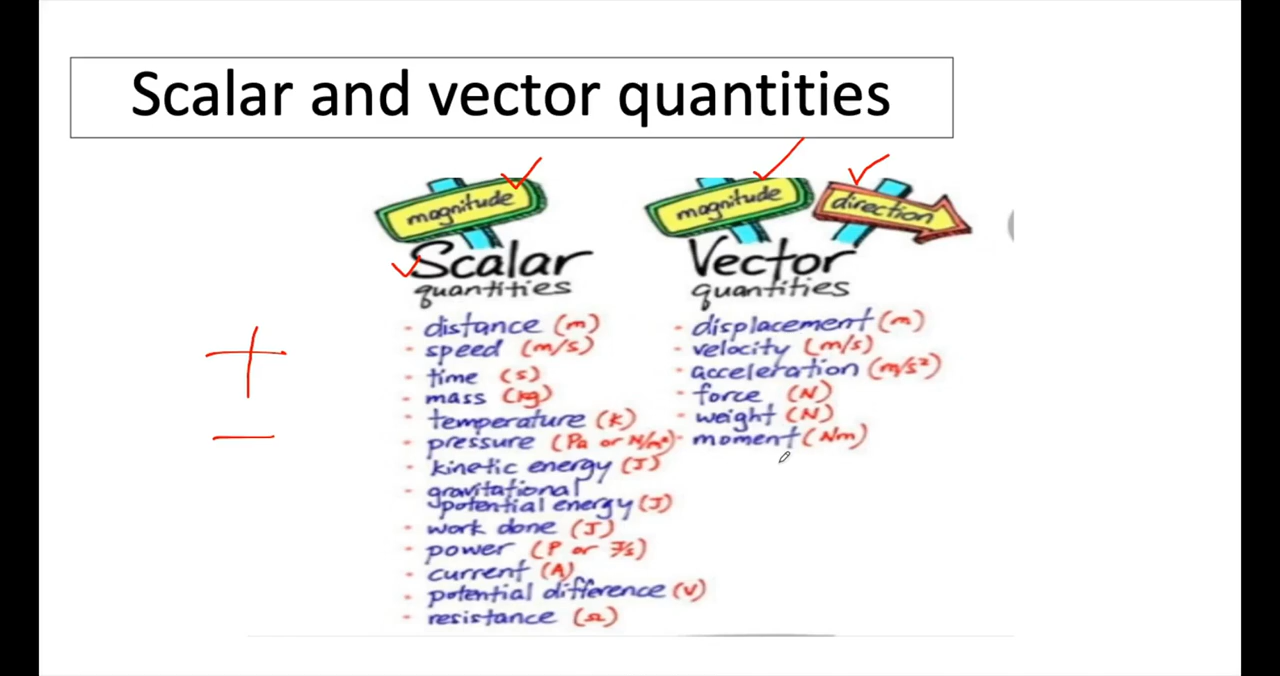 Scalar and vector quantities
magnitude
Scalar
quantities
- distance (m)
- speed (m/s)
- time (s)
- mass (kg)
- temperature (K)
- pressure (Pa or N/m²)
- kinetic energy (J)
- gravitational
potential energy (J)
- work done (J)
- power (P or J/s)
- current (A)
- potential difference (V)
- resistance (Ω)
magnitude
direction
Vector
quantities
- displacement (m)
- velocity (m/s)
- acceleration (m/s²)
- force (N)
- weight (N)
- moment (Nm)
+
−